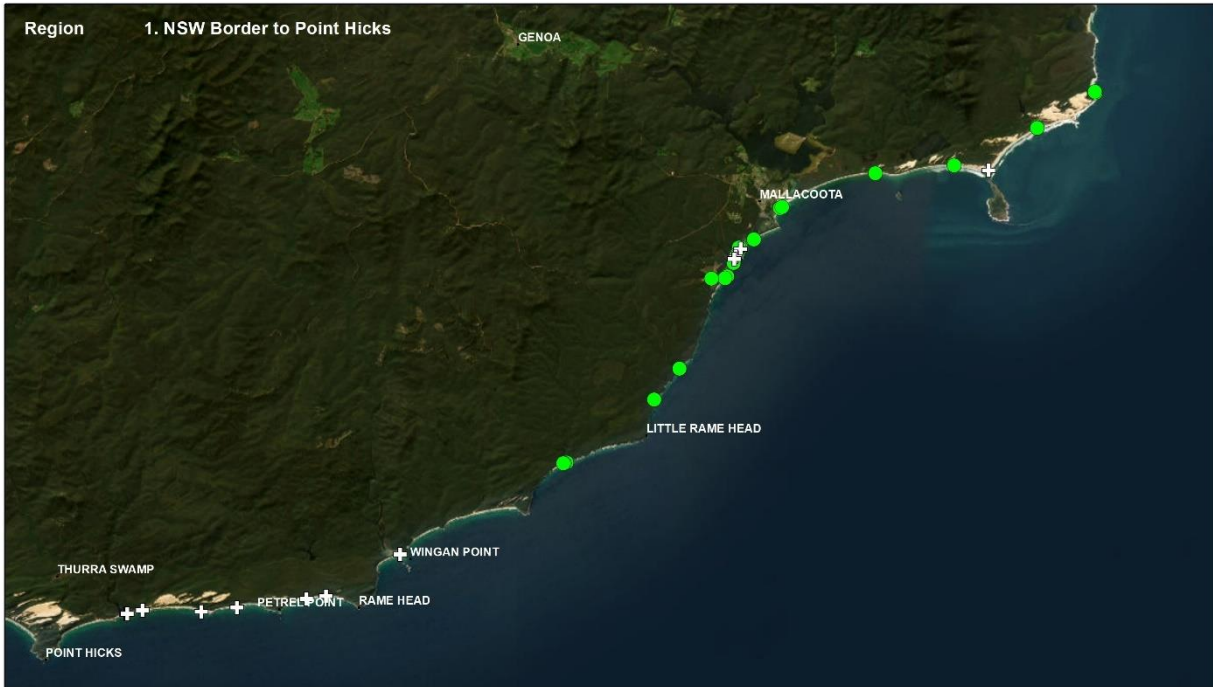 Region 1. NSW Border to Point Hicks
GENOA
MALLACOOTA
LITTLE RAME HEAD
WINGAN POINT
THURRA SWAMP
PETREL POINT
RAME HEAD
POINT HICKS